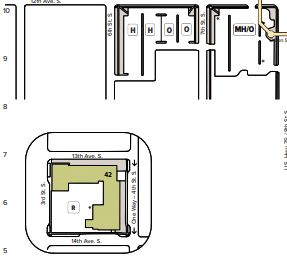 12th Ave. S.
10
6th St. S.
7th St. S.
H H O O
MH/O
9
8
7
13th Ave. S.
42
3rd St. S.
One Way – 4th St. S.
6
R
14th Ave. S.
5